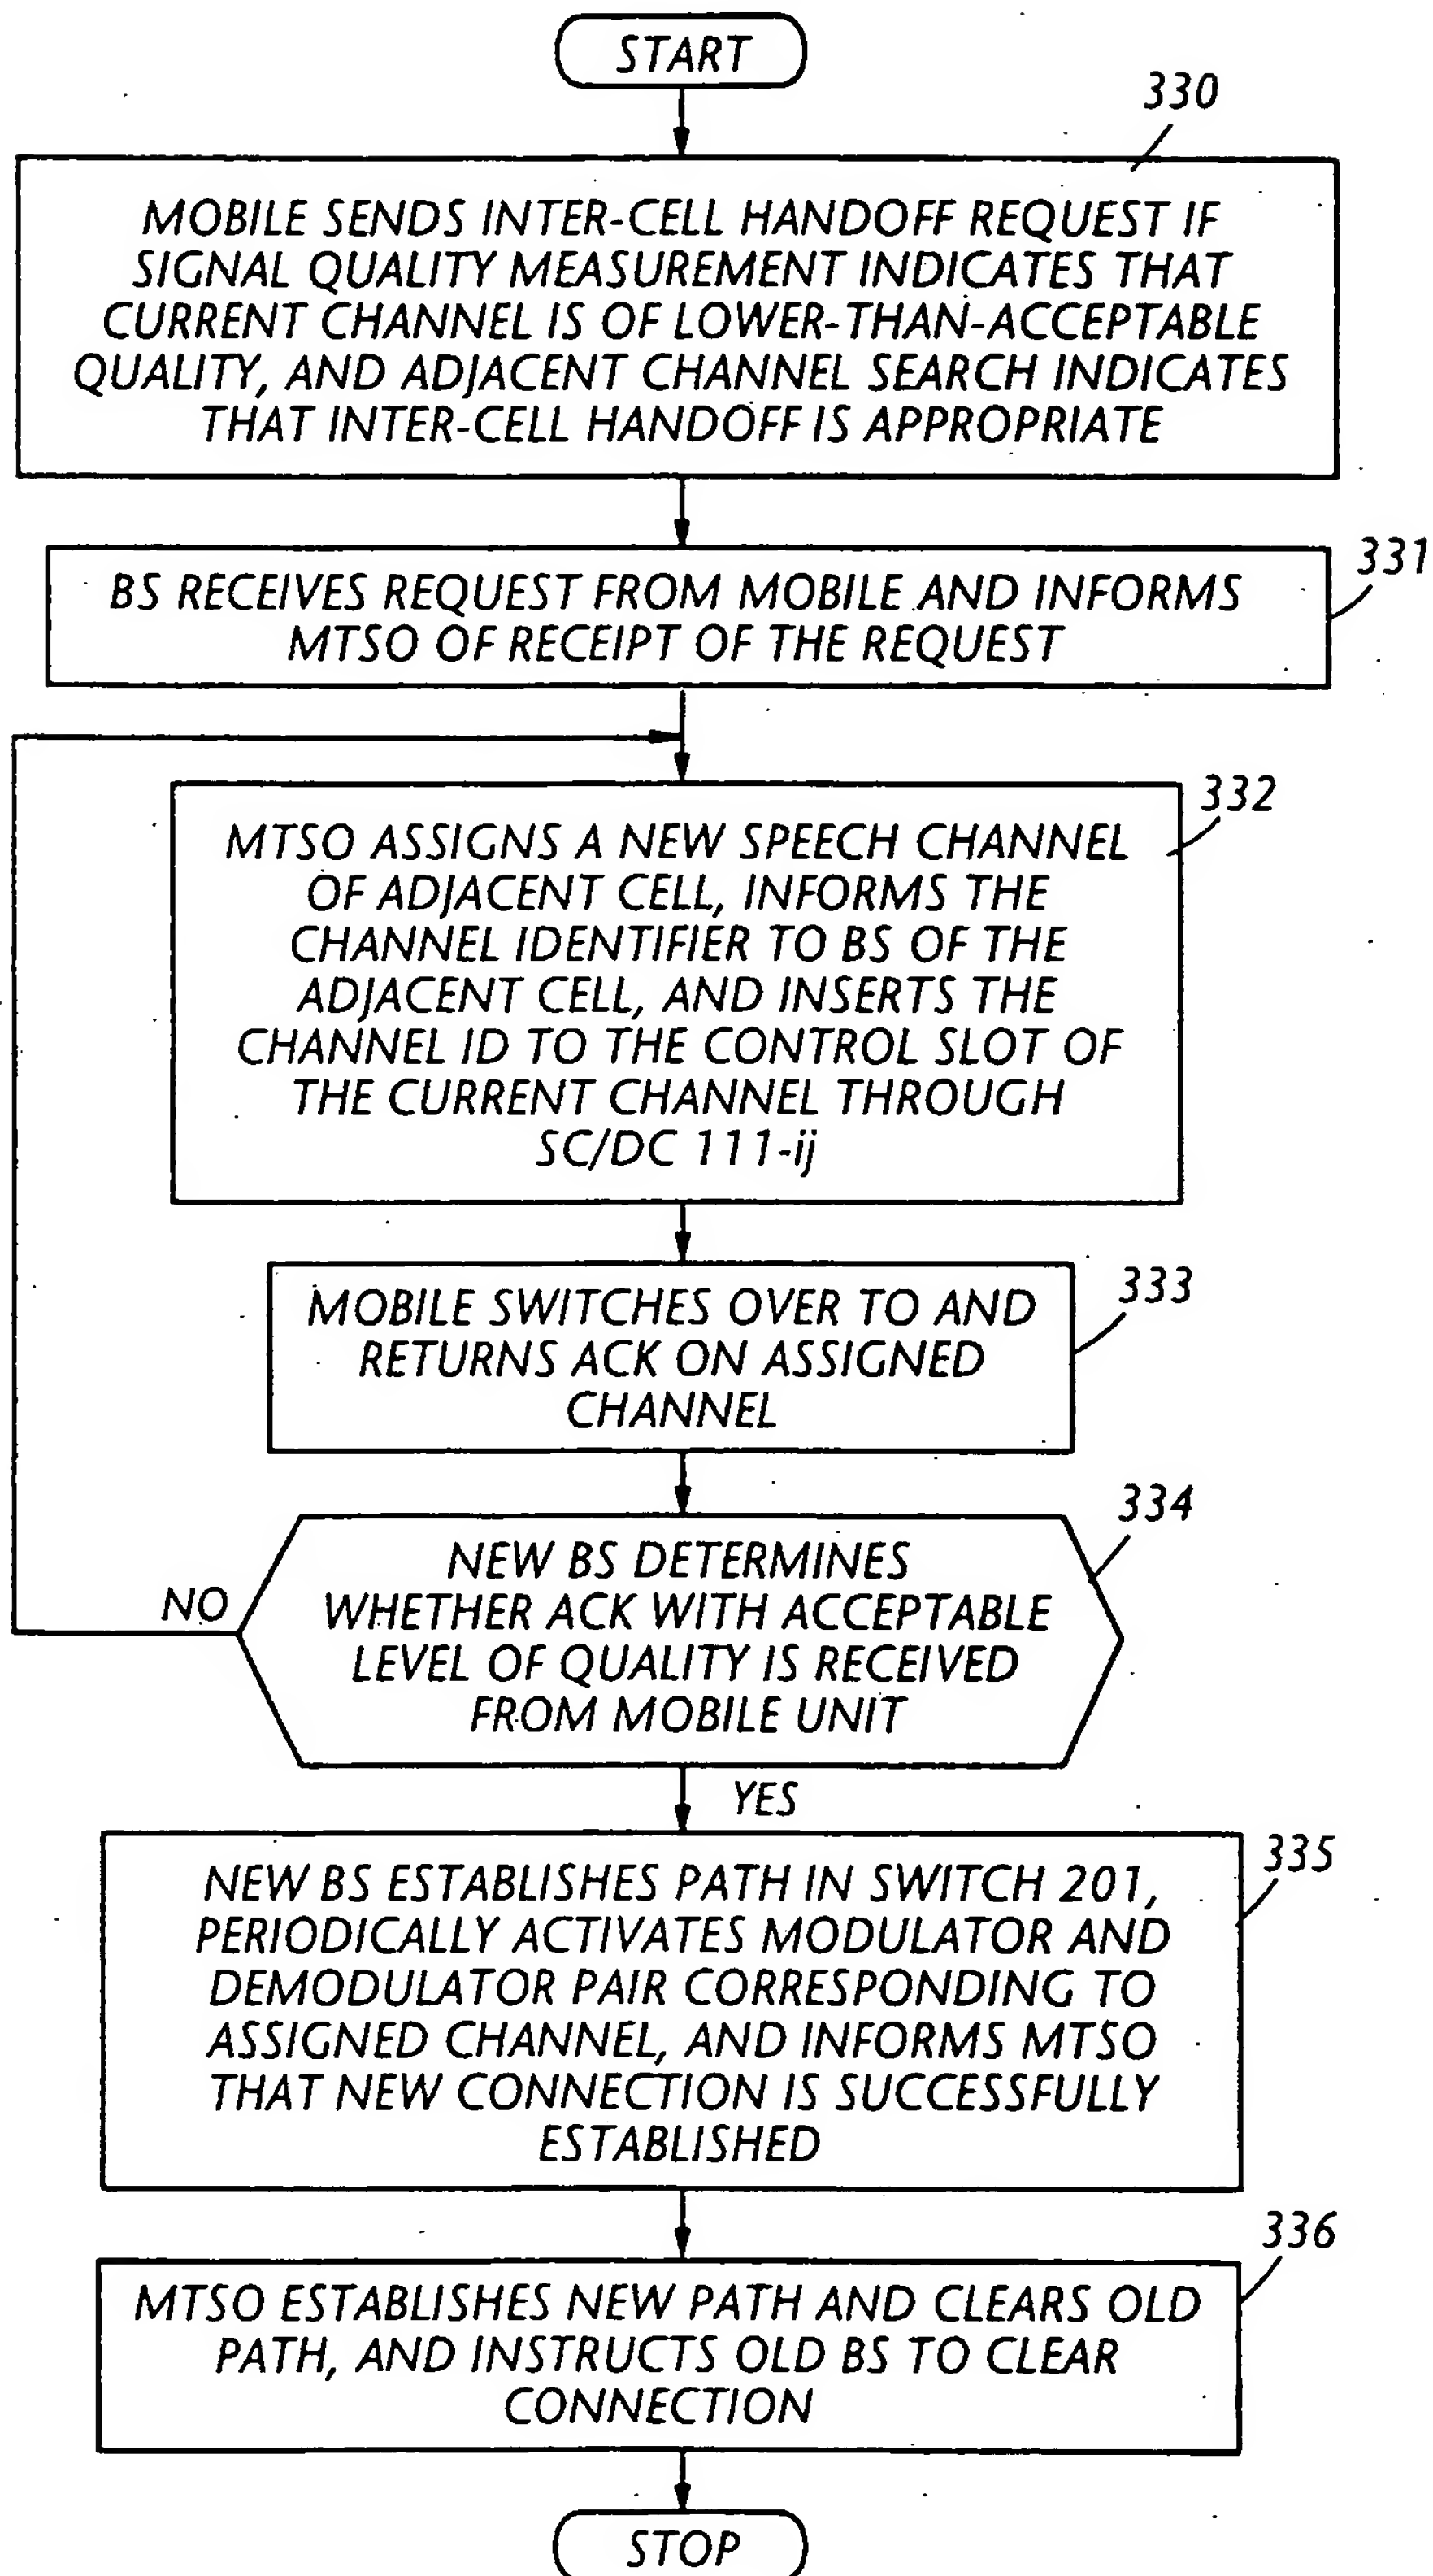 START
330
MOBILE SENDS INTER-CELL HANDOFF REQUEST IF
SIGNAL QUALITY MEASUREMENT INDICATES THAT
CURRENT CHANNEL IS OF LOWER-THAN-ACCEPTABLE
QUALITY, AND ADJACENT CHANNEL SEARCH INDICATES
THAT INTER-CELL HANDOFF IS APPROPRIATE
331
BS RECEIVES REQUEST FROM MOBILE AND INFORMS
MTSO OF RECEIPT OF THE REQUEST
332
MTSO ASSIGNS A NEW SPEECH CHANNEL
OF ADJACENT CELL, INFORMS THE
CHANNEL IDENTIFIER TO BS OF THE
ADJACENT CELL, AND INSERTS THE
CHANNEL ID TO THE CONTROL SLOT OF
THE CURRENT CHANNEL THROUGH
SC/DC 111-ij
333
MOBILE SWITCHES OVER TO AND
RETURNS ACK ON ASSIGNED
CHANNEL
334
NEW BS DETERMINES
WHETHER ACK WITH ACCEPTABLE
LEVEL OF QUALITY IS RECEIVED
FROM MOBILE UNIT
NO
YES
335
NEW BS ESTABLISHES PATH IN SWITCH 201,
PERIODICALLY ACTIVATES MODULATOR AND
DEMODULATOR PAIR CORRESPONDING TO
ASSIGNED CHANNEL, AND INFORMS MTSO
THAT NEW CONNECTION IS SUCCESSFULLY
ESTABLISHED
336
MTSO ESTABLISHES NEW PATH AND CLEARS OLD
PATH, AND INSTRUCTS OLD BS TO CLEAR
CONNECTION
STOP